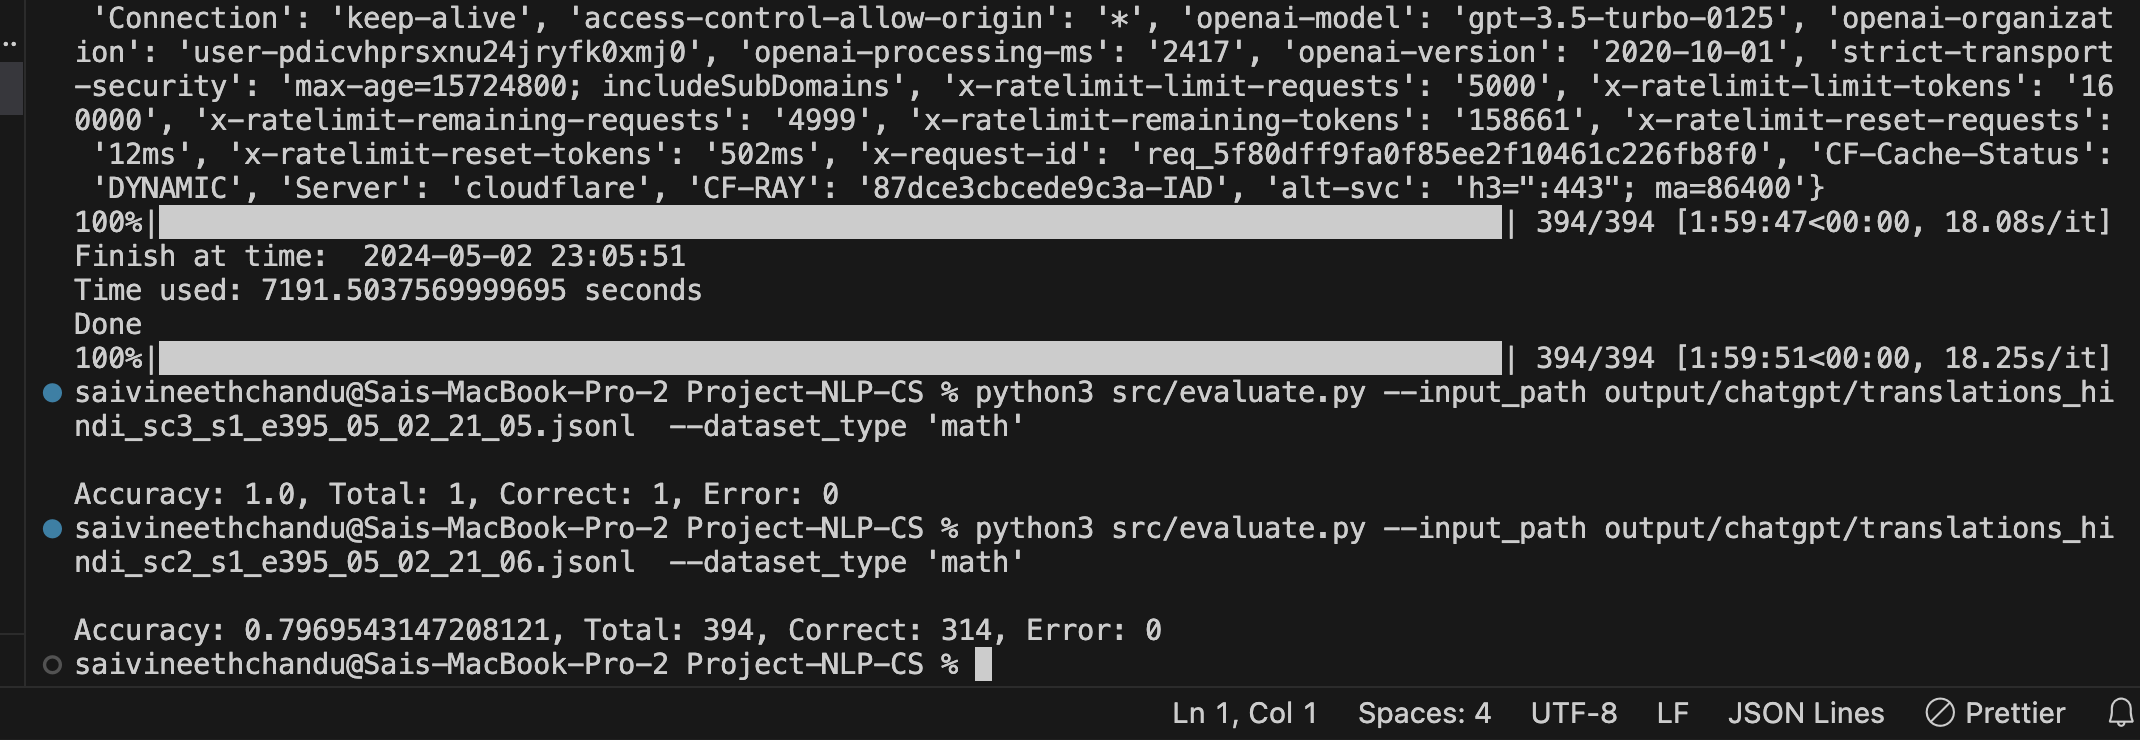 'Connection': 'keep-alive', 'access-control-allow-origin': '*', 'openai-model': 'gpt-3.5-turbo-0125', 'openai-organizat
ion': 'user-pdicvhprsxnu24jryfk0xmj0', 'openai-processing-ms': '2417', 'openai-version': '2020-10-01', 'strict-transport
-security': 'max-age=15724800; includeSubDomains', 'x-ratelimit-limit-requests': '5000', 'x-ratelimit-limit-tokens': '16
0000', 'x-ratelimit-remaining-requests': '4999', 'x-ratelimit-remaining-tokens': '158661', 'x-ratelimit-reset-requests':
'12ms', 'x-ratelimit-reset-tokens': '502ms', 'x-request-id': 'req_5f80dff9fa0f85ee2f10461c226fb8f0', 'CF-Cache-Status':
'DYNAMIC', 'Server': 'cloudflare', 'CF-RAY': '87dce3cbcede9c3a-IAD', 'alt-svc': 'h3=":443"; ma=86400'}
100%| | 394/394 [1:59:47<00:00, 18.08s/it]
Finish at time:  2024-05-02 23:05:51
Time used: 7191.5037569999695 seconds
Done
100%| | 394/394 [1:59:51<00:00, 18.25s/it]
saivineethchandu@Sais-MacBook-Pro-2 Project-NLP-CS % python3 src/evaluate.py --input_path output/chatgpt/translations_hi
ndi_sc3_s1_e395_05_02_21_05.jsonl  --dataset_type 'math'
Accuracy: 1.0, Total: 1, Correct: 1, Error: 0
saivineethchandu@Sais-MacBook-Pro-2 Project-NLP-CS % python3 src/evaluate.py --input_path output/chatgpt/translations_hi
ndi_sc2_s1_e395_05_02_21_06.jsonl  --dataset_type 'math'
Accuracy: 0.7969543147208121, Total: 394, Correct: 314, Error: 0
saivineethchandu@Sais-MacBook-Pro-2 Project-NLP-CS %
Ln 1, Col 1 Spaces: 4 UTF-8 LF JSON Lines Prettier